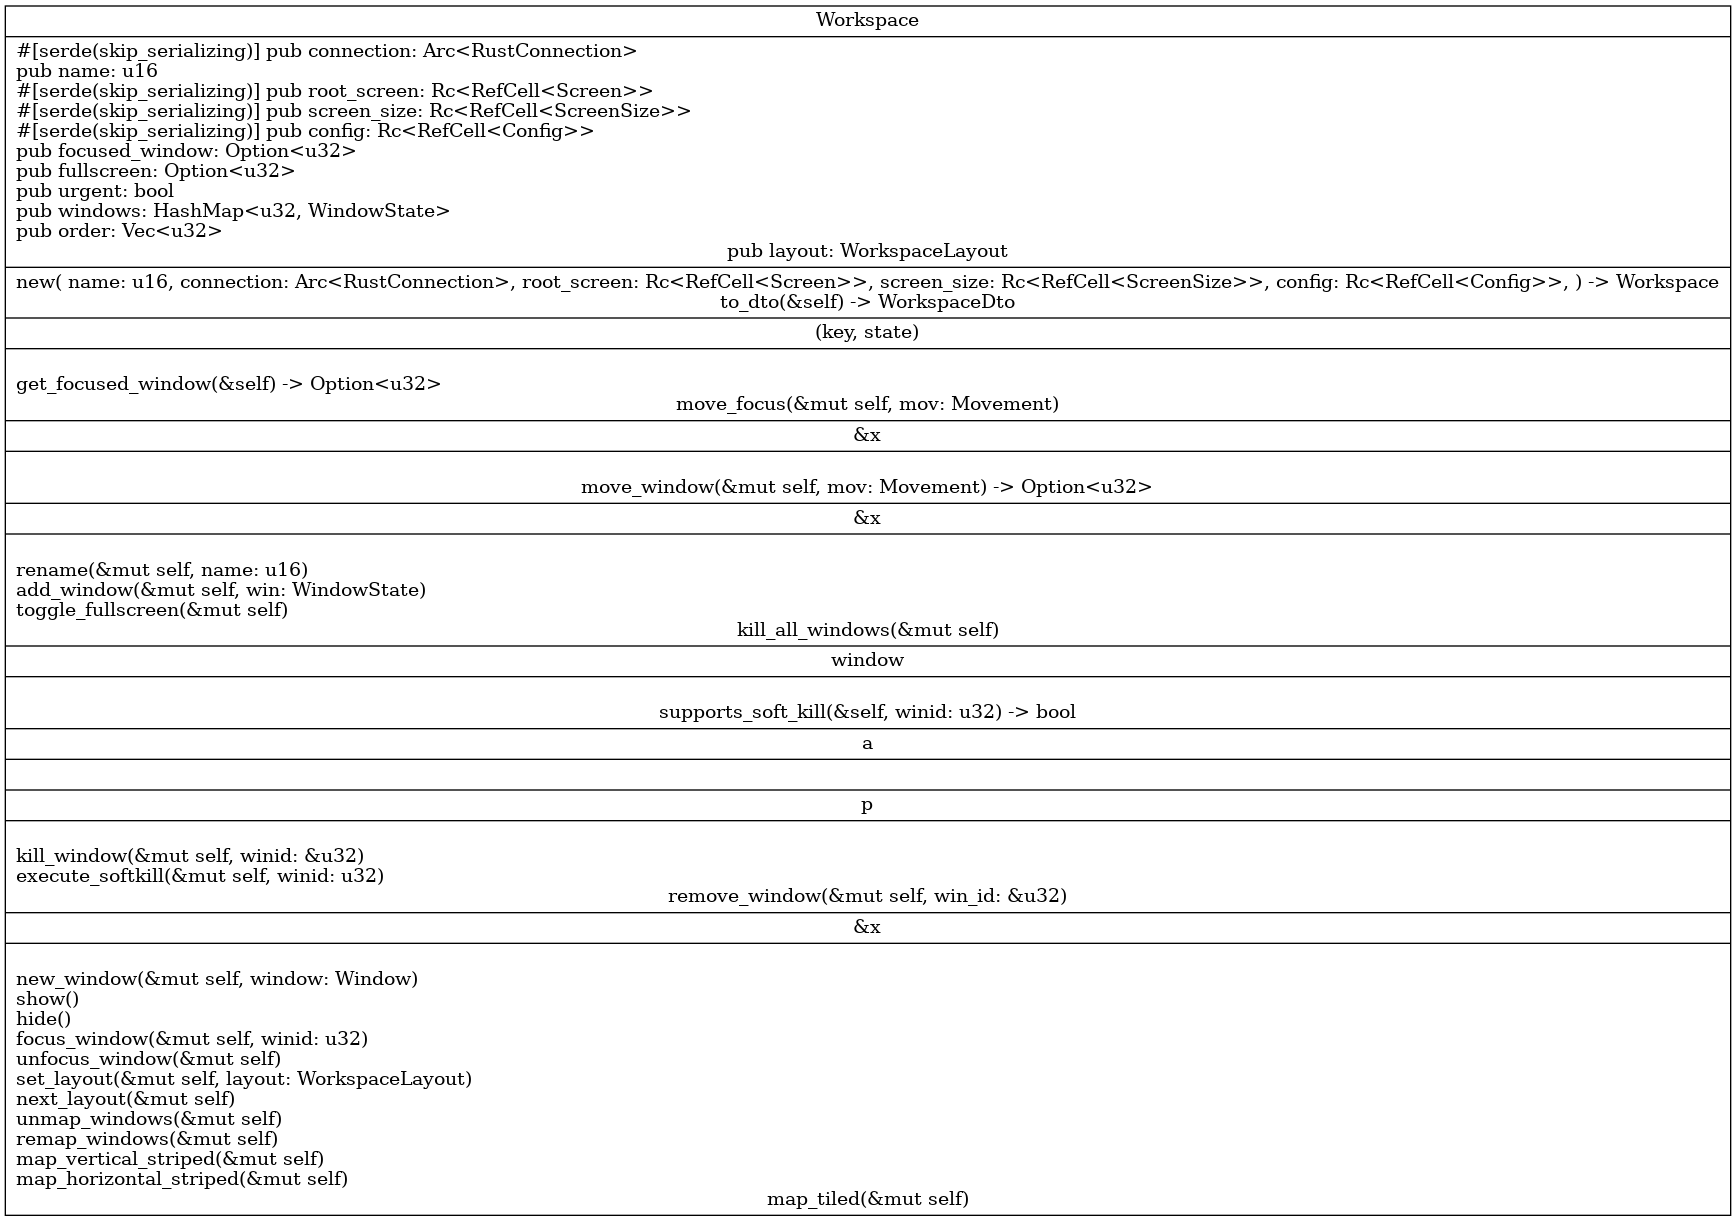 Workspace
#[serde(skip_serializing)] pub connection: Arc<RustConnection>
pub name: u16
#[serde(skip_serializing)] pub root_screen: Rc<RefCell<Screen>>
#[serde(skip_serializing)] pub screen_size: Rc<RefCell<ScreenSize>>
#[serde(skip_serializing)] pub config: Rc<RefCell<Config>>
pub focused_window: Option<u32>
pub fullscreen: Option<u32>
pub urgent: bool
pub windows: HashMap<u32, WindowState>
pub order: Vec<u32>
pub layout: WorkspaceLayout
new( name: u16, connection: Arc<RustConnection>, root_screen: Rc<RefCell<Screen>>, screen_size: Rc<RefCell<ScreenSize>>, config: Rc<RefCell<Config>>, ) -> Workspace
to_dto(&self) -> WorkspaceDto
(key, state)
get_focused_window(&self) -> Option<u32>
move_focus(&mut self, mov: Movement)
&x
move_window(&mut self, mov: Movement) -> Option<u32>
&x
rename(&mut self, name: u16)
add_window(&mut self, win: WindowState)
toggle_fullscreen(&mut self)
kill_all_windows(&mut self)
window
supports_soft_kill(&self, winid: u32) -> bool
a
p
kill_window(&mut self, winid: &u32)
execute_softkill(&mut self, winid: u32)
remove_window(&mut self, win_id: &u32)
&x
new_window(&mut self, window: Window)
show()
hide()
focus_window(&mut self, winid: u32)
unfocus_window(&mut self)
set_layout(&mut self, layout: WorkspaceLayout)
next_layout(&mut self)
unmap_windows(&mut self)
remap_windows(&mut self)
map_vertical_striped(&mut self)
map_horizontal_striped(&mut self)
map_tiled(&mut self)